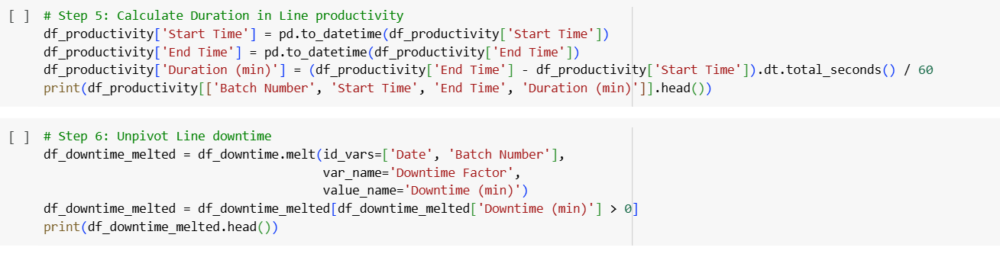 [ ] # Step 5: Calculate Duration in Line productivity
df_productivity['Start Time'] = pd.to_datetime(df_productivity['Start Time'])
df_productivity['End Time'] = pd.to_datetime(df_productivity['End Time'])
df_productivity['Duration (min)'] = (df_productivity['End Time'] - df_productivity['Start Time']).dt.total_seconds() / 60
print(df_productivity[['Batch Number', 'Start Time', 'End Time', 'Duration (min)']].head())
[ ] # Step 6: Unpivot Line downtime
df_downtime_melted = df_downtime.melt(id_vars=['Date', 'Batch Number'],
                                      var_name='Downtime Factor',
                                      value_name='Downtime (min)')
df_downtime_melted = df_downtime_melted[df_downtime_melted['Downtime (min)'] > 0]
print(df_downtime_melted.head())